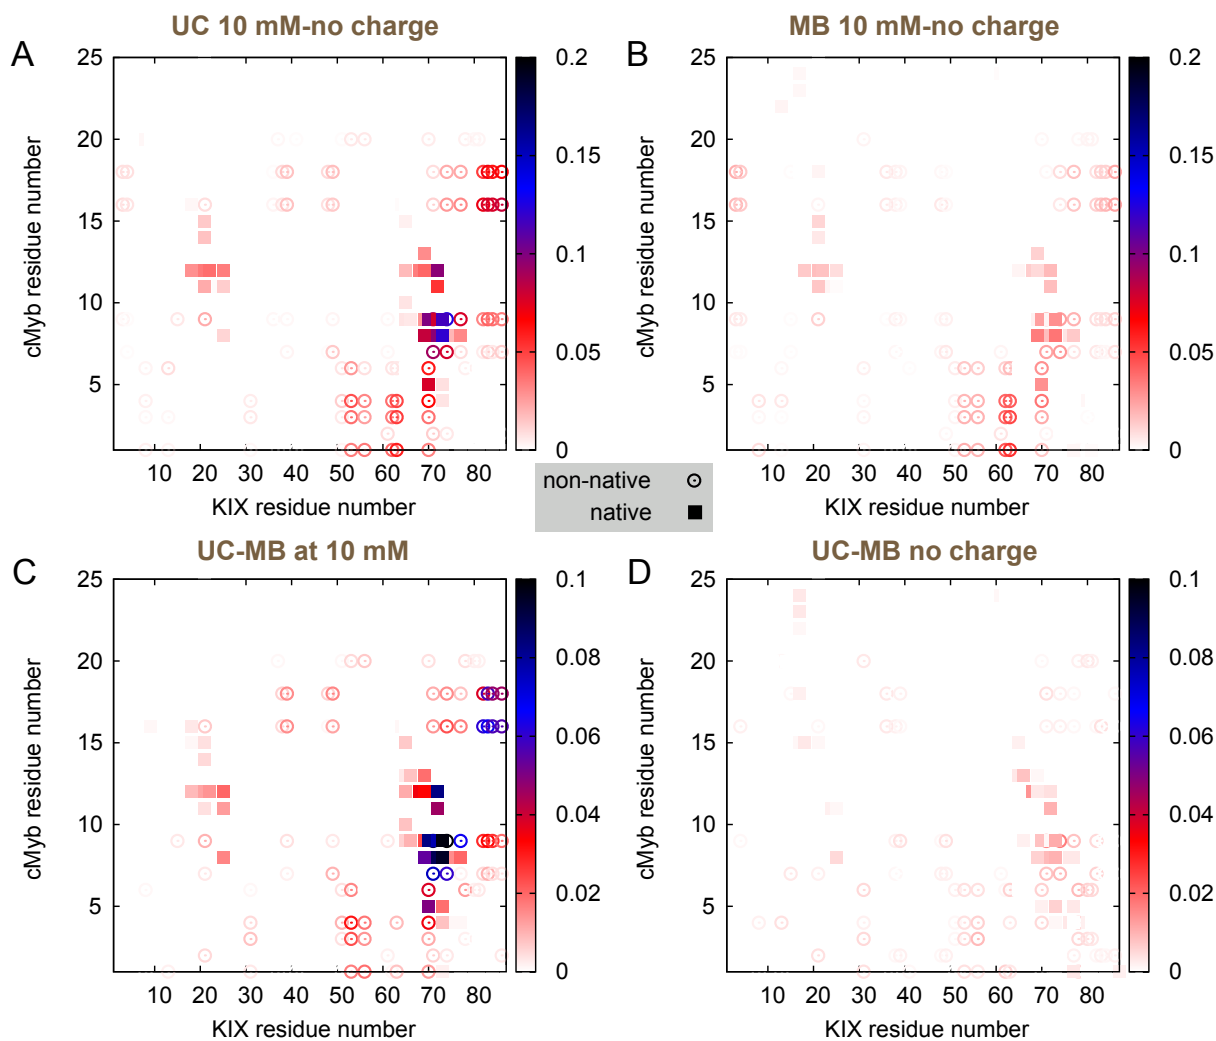 A
UC 10 mM-no charge
25
20
15
10
5
cMyb residue number
10 20 30 40 50 60 70 80
KIX residue number
0.2
0.15
0.1
0.05
0
B
MB 10 mM-no charge
25
20
15
10
5
cMyb residue number
10 20 30 40 50 60 70 80
KIX residue number
0.2
0.15
0.1
0.05
0
non-native
native
C
UC-MB at 10 mM
25
20
15
10
5
cMyb residue number
10 20 30 40 50 60 70 80
KIX residue number
0.1
0.08
0.06
0.04
0.02
0
D
UC-MB no charge
25
20
15
10
5
cMyb residue number
10 20 30 40 50 60 70 80
KIX residue number
0.1
0.08
0.06
0.04
0.02
0